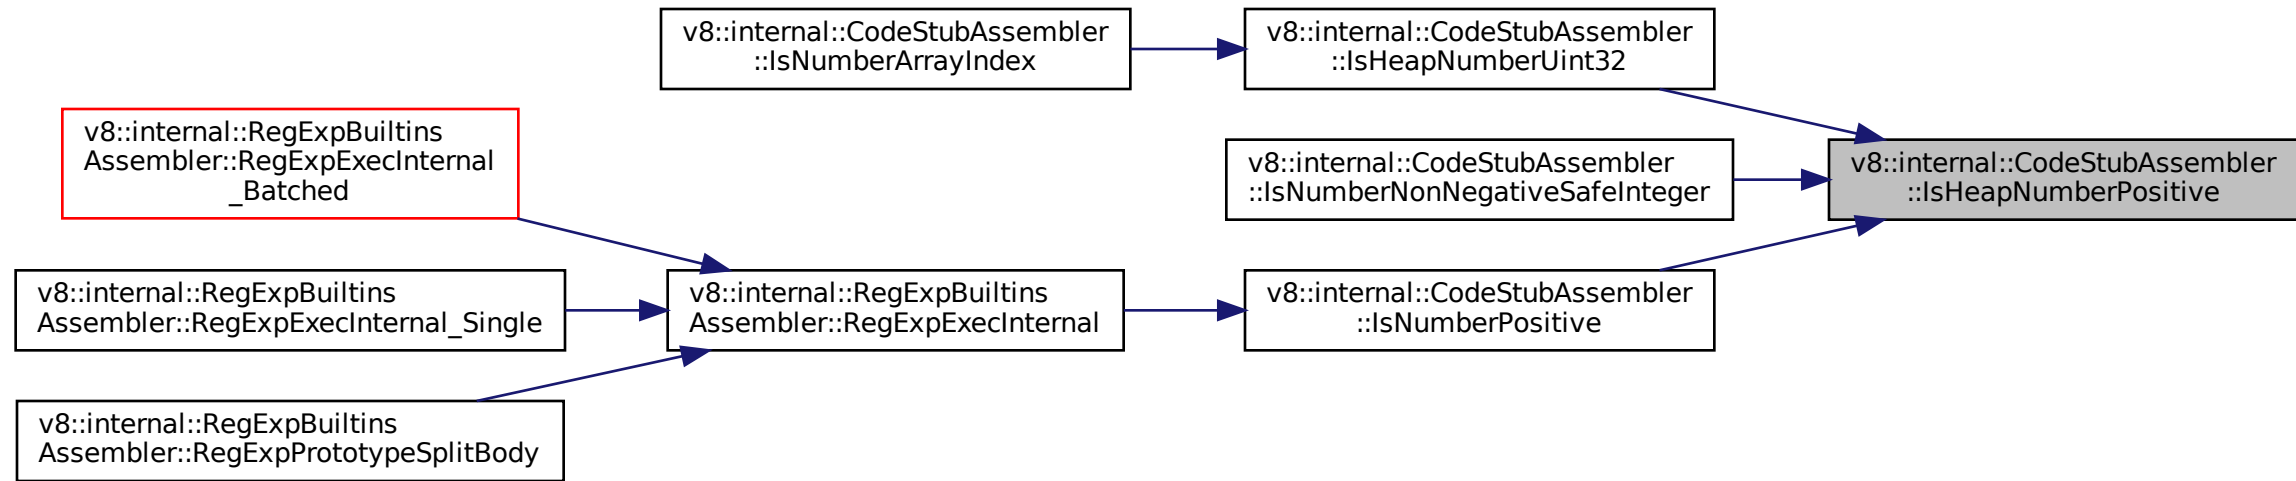 v8::internal::CodeStubAssembler
::IsNumberArrayIndex
v8::internal::CodeStubAssembler
::IsHeapNumberUint32
v8::internal::RegExpBuiltins
Assembler::RegExpExecInternal
_Batched
v8::internal::CodeStubAssembler
::IsNumberNonNegativeSafeInteger
v8::internal::CodeStubAssembler
::IsHeapNumberPositive
v8::internal::RegExpBuiltins
Assembler::RegExpExecInternal_Single
v8::internal::RegExpBuiltins
Assembler::RegExpExecInternal
v8::internal::CodeStubAssembler
::IsNumberPositive
v8::internal::RegExpBuiltins
Assembler::RegExpPrototypeSplitBody